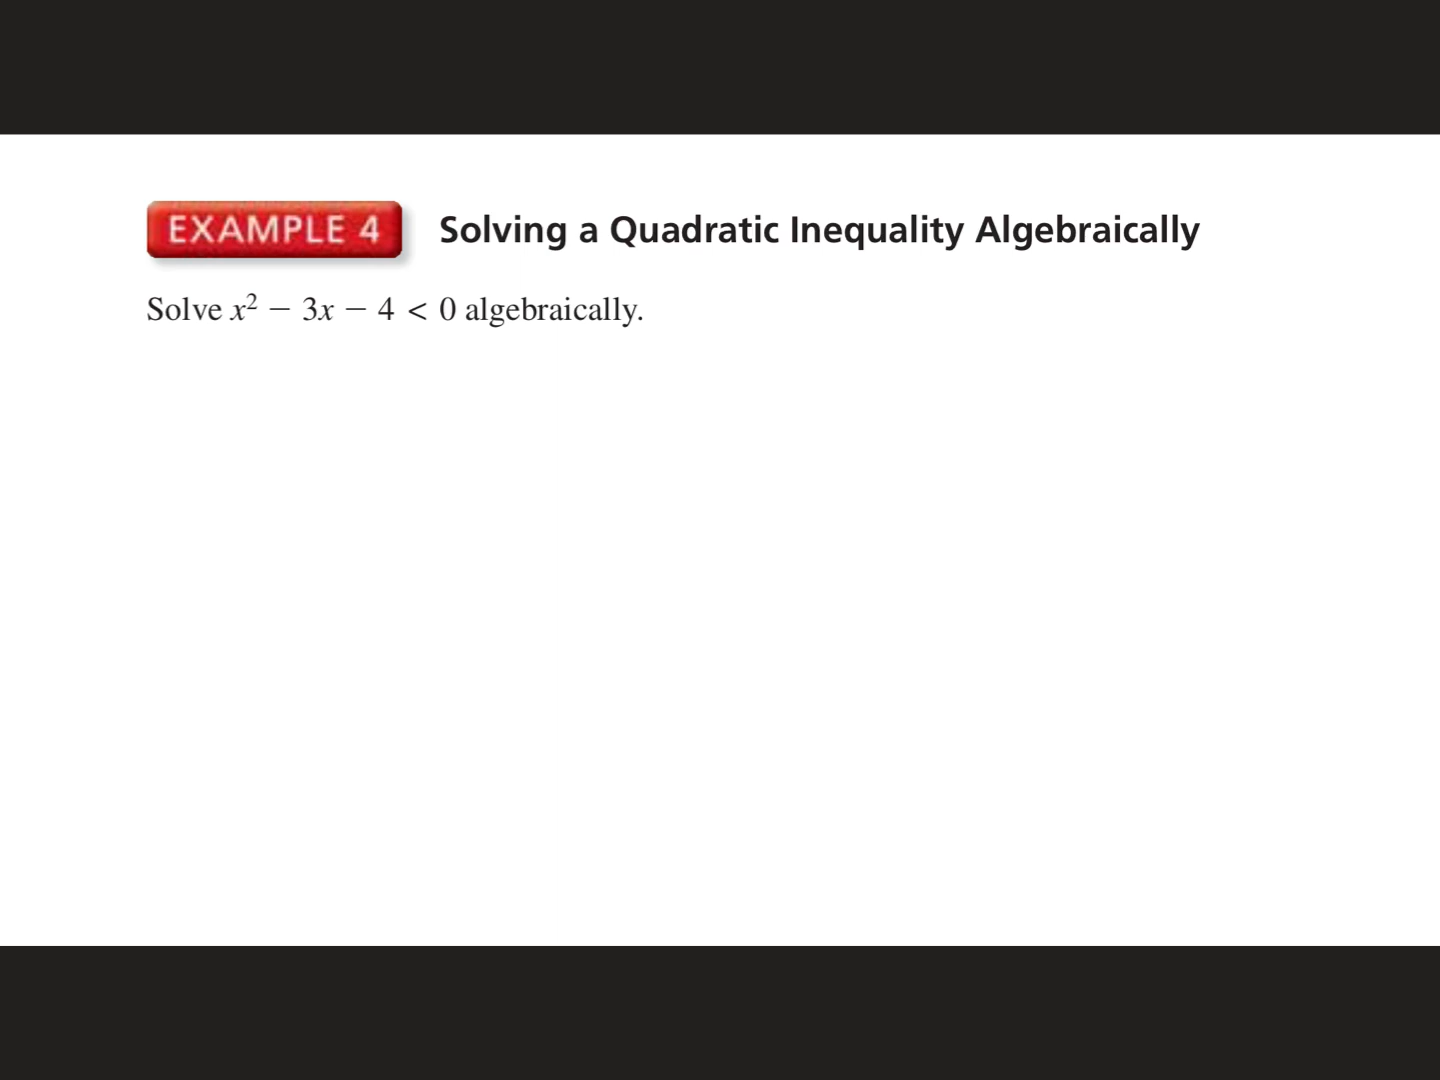 EXAMPLE 4 Solving a Quadratic Inequality Algebraically
Solve x² − 3x − 4 < 0 algebraically.